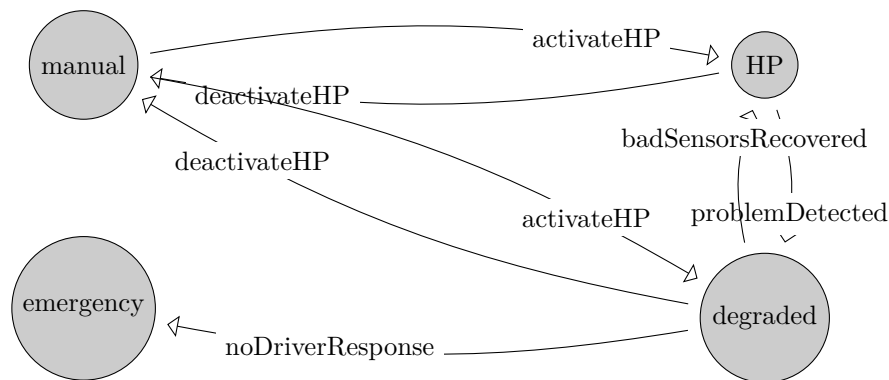 activateHP
manual
HP
deactivateHP
badSensorsRecovered
deactivateHP
problemDetected
activateHP
emergency
degraded
noDriverResponse